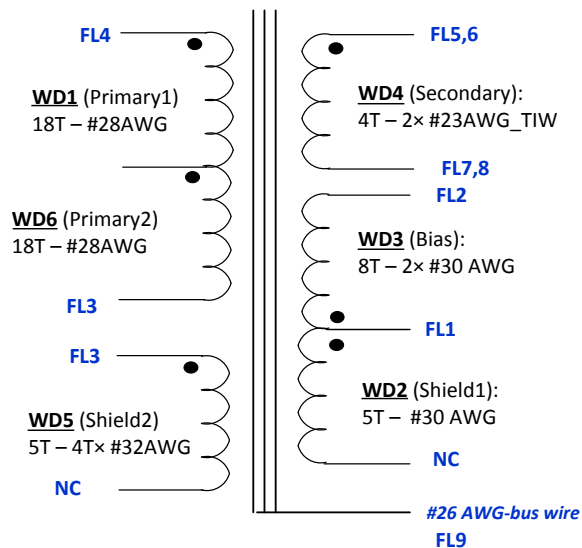 FL4
WD1 (Primary1)
18T – #28AWG
WD6 (Primary2)
18T – #28AWG
FL3
FL3
WD5 (Shield2)
5T – 4T× #32AWG
NC
FL5,6
WD4 (Secondary):
4T – 2× #23AWG_TIW
FL7,8
FL2
WD3 (Bias):
8T – 2× #30 AWG
FL1
WD2 (Shield1):
5T – #30 AWG
NC
#26 AWG-bus wire
FL9